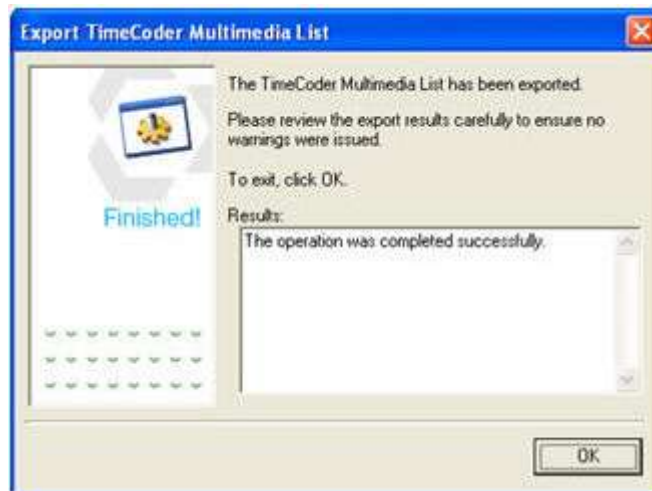 Export TimeCoder Multimedia List
The TimeCoder Multimedia List has been exported.
Please review the export results carefully to ensure no
warnings were issued.
To exit, click OK.
Finished!
Results:
The operation was completed successfully.
OK